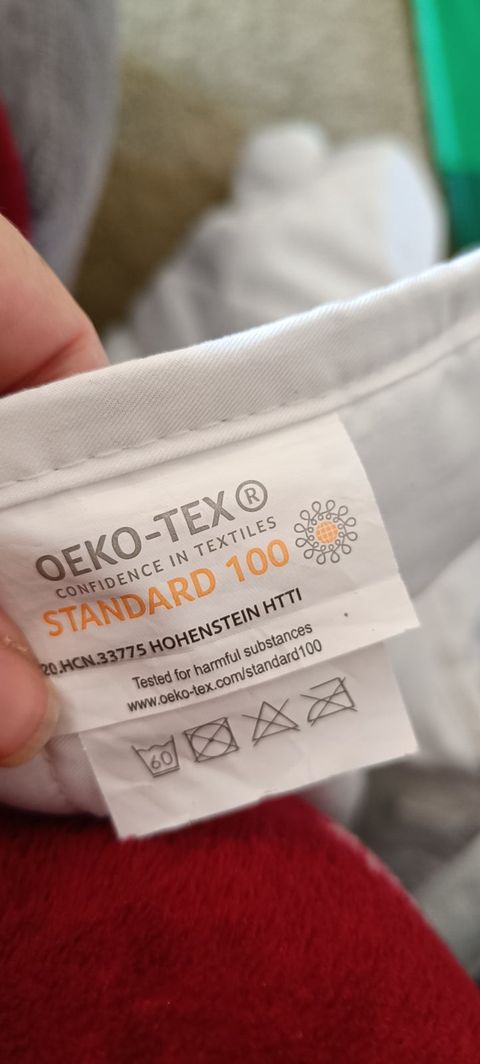 OEKO-TEX®
CONFIDENCE IN TEXTILES
STANDARD 100
20.HCN.33775 HOHENSTEIN HTTI
Tested for harmful substances
www.oeko-tex.com/standard100
60